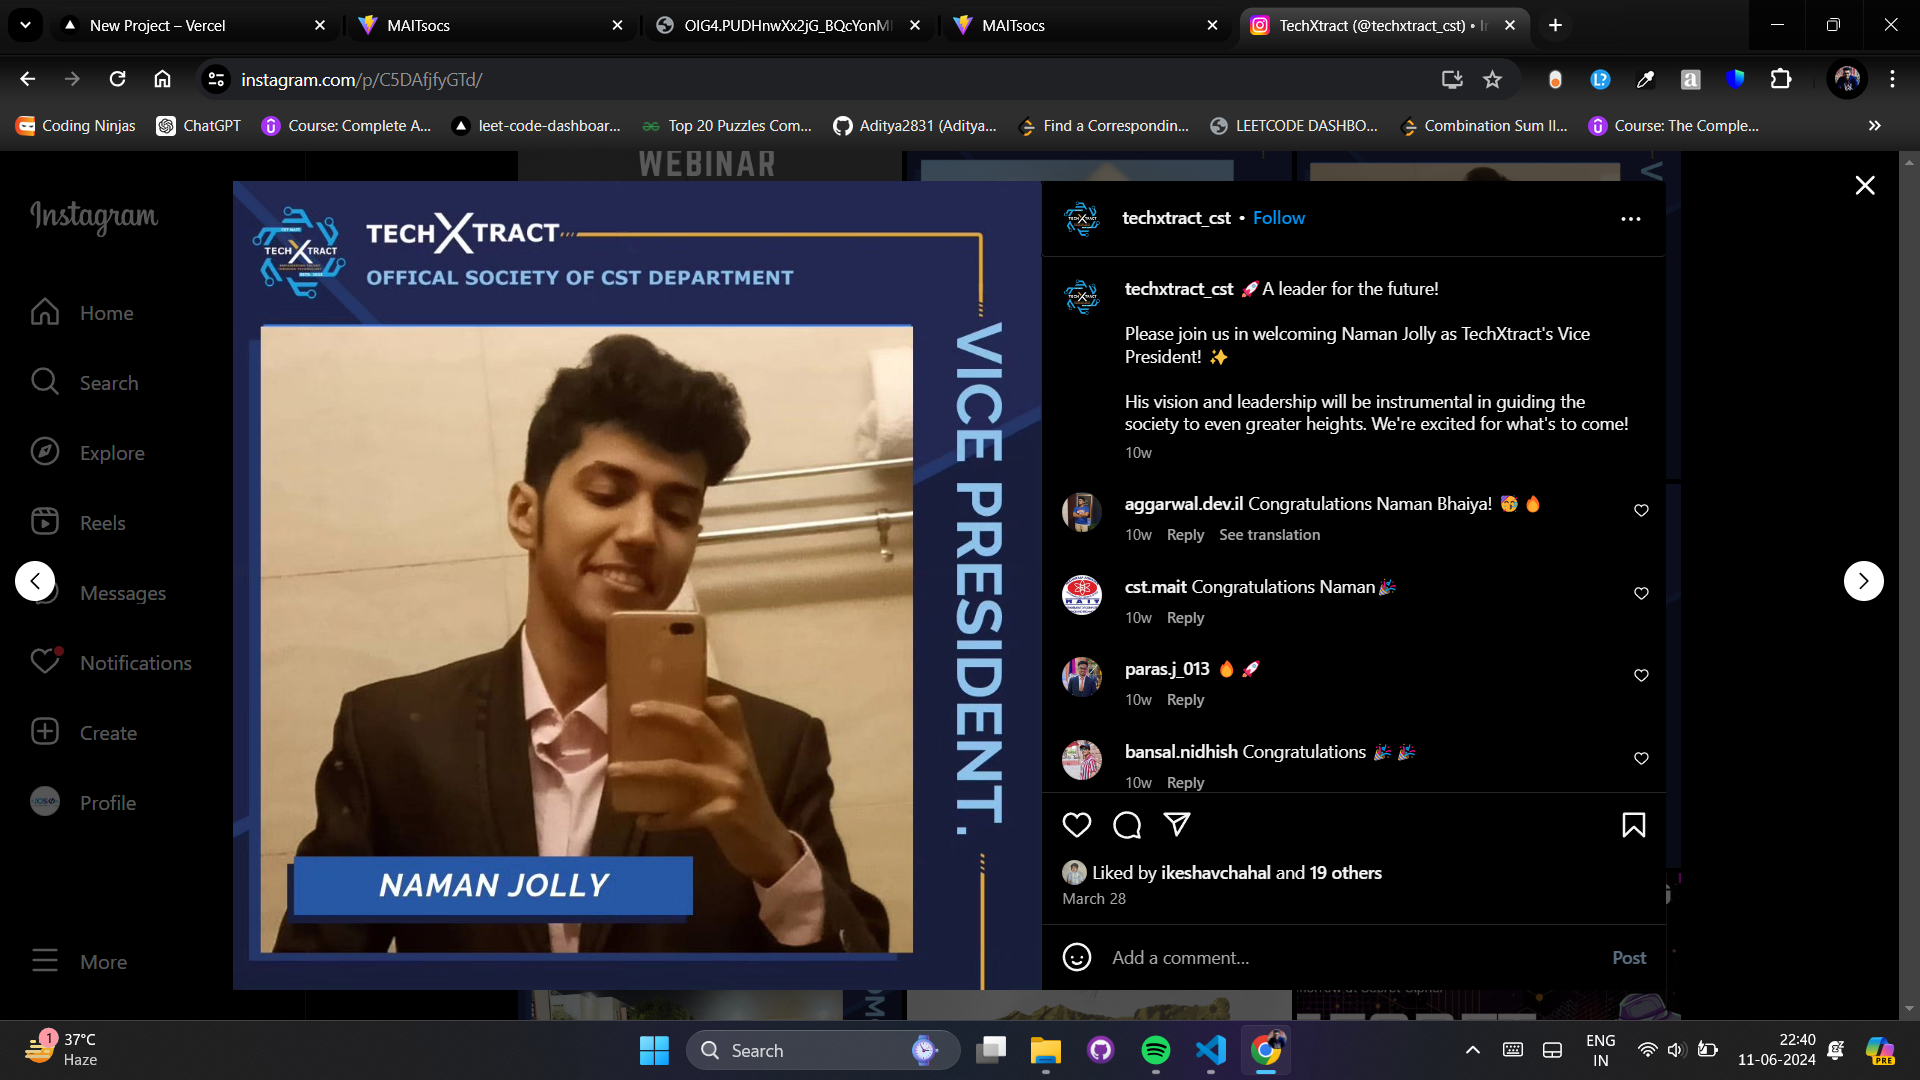 New Project – Vercel
MAITsocs
OIG4.PUDHnwXx2jG_BQcYonM
MAITsocs
TechXtract (@techxtract_cst) • I
instagram.com/p/C5DAfjfyGTd/
Coding Ninjas
ChatGPT
Course: Complete A...
leet-code-dashboar...
Top 20 Puzzles Com...
Aditya2831 (Aditya...
Find a Correspondin...
LEETCODE DASHBO...
Combination Sum II...
Course: The Comple...
WEBINAR
Instagram
Home
Search
Explore
Reels
Messages
Notifications
Create
Profile
More
TECHXTRACT
TECHXTRACT
OFFICAL SOCIETY OF CST DEPARTMENT
VICE PRESIDENT.
NAMAN JOLLY
techxtract_cst • Follow
techxtract_cst 🚀A leader for the future!
Please join us in welcoming Naman Jolly as TechXtract's Vice
President! ✨
His vision and leadership will be instrumental in guiding the
society to even greater heights. We're excited for what's to come!
10w
aggarwal.dev.il Congratulations Naman Bhaiya! 🥳 🔥
10w Reply See translation
cst.mait Congratulations Naman🎉
10w Reply
paras.j_013 🔥 🚀
10w Reply
bansal.nidhish Congratulations 🎉 🎉
10w Reply
Liked by ikeshavchahal and 19 others
March 28
Add a comment...
Post
1
37°C
Haze
Search
ENG
IN
22:40
11-06-2024
PRE